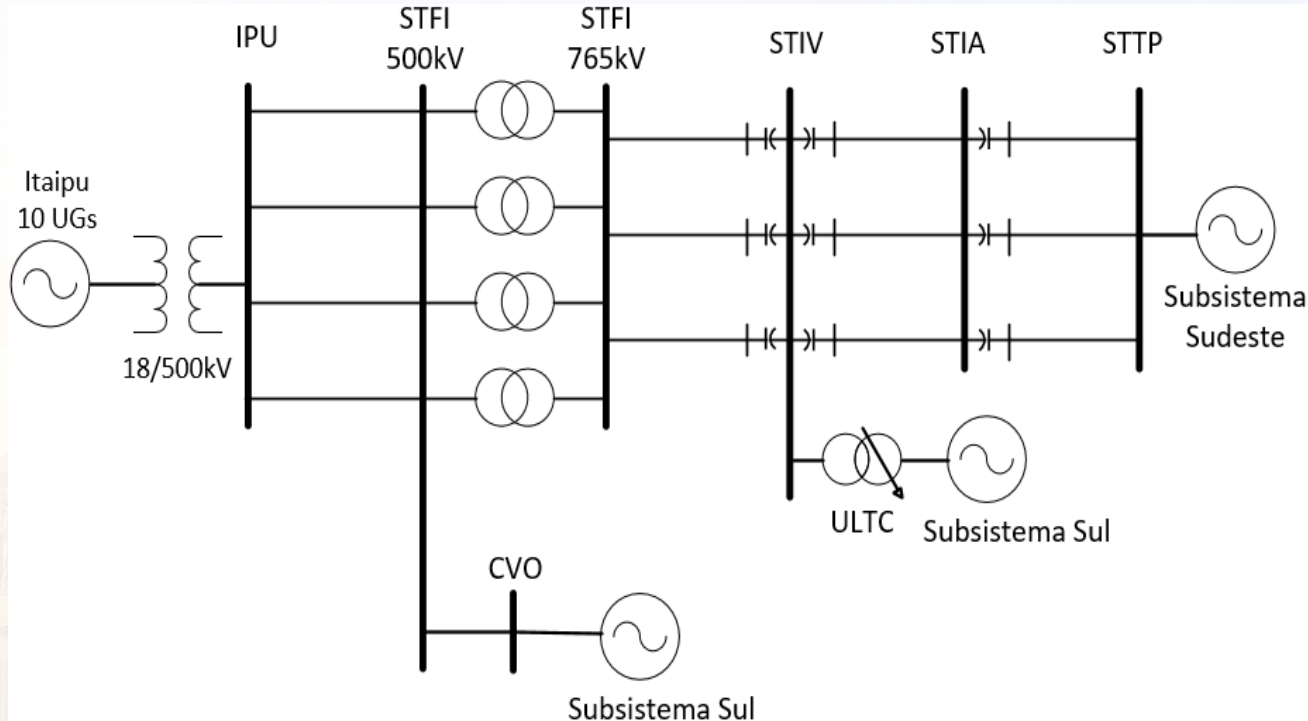 IPU
STFI
500kV
STFI
765kV
STIV
STIA
STTP
Itaipu
10 UGs
18/500kV
Subsistema
Sudeste
ULTC
Subsistema Sul
CVO
Subsistema Sul